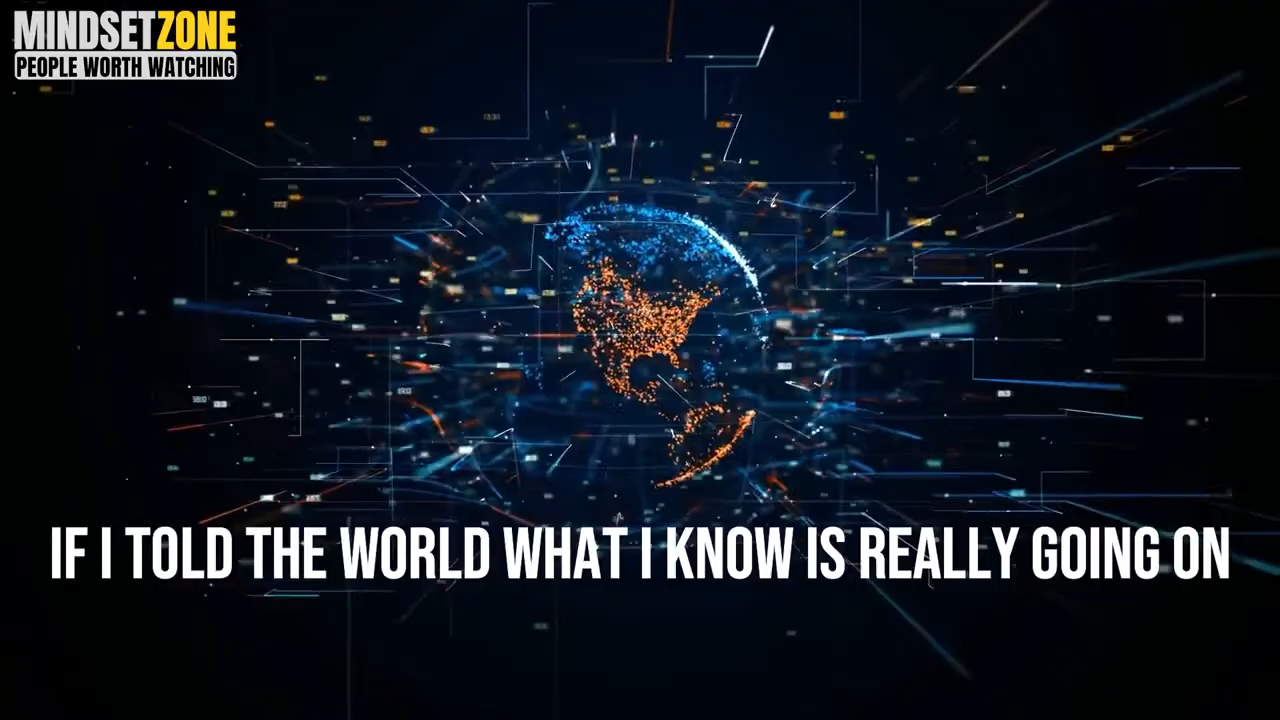 MINDSETZONE
PEOPLE WORTH WATCHING
IF I TOLD THE WORLD WHAT I KNOW IS REALLY GOING ON